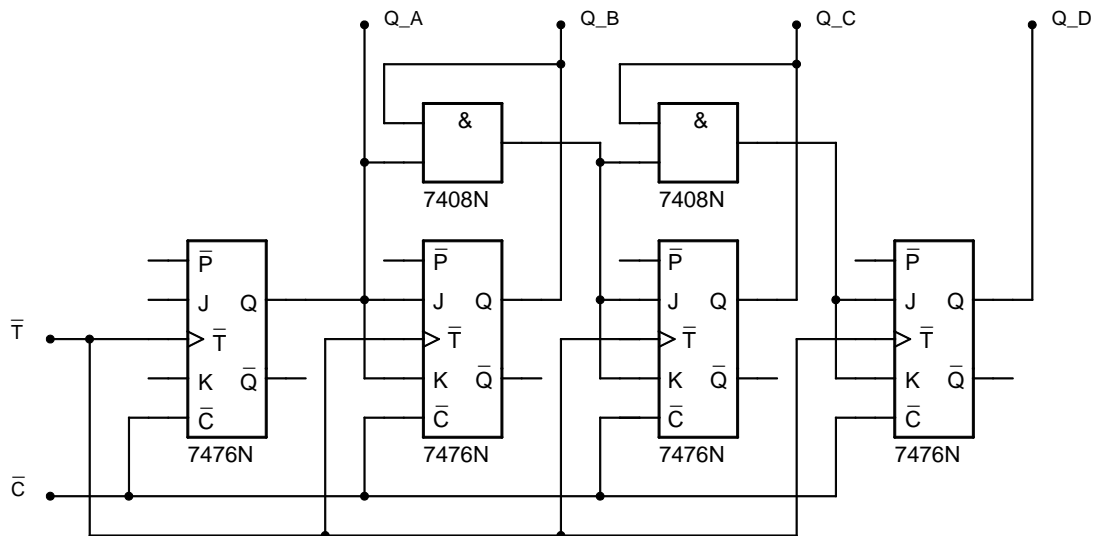 Q_A Q_B Q_C Q_D
& &
7408N 7408N
P̅ P̅ P̅ P̅
J Q J Q J Q J Q
T̅ T̅ T̅ T̅ T̅
K Q̅ K Q̅ K Q̅ K Q̅
C̅ C̅ C̅ C̅
7476N 7476N 7476N 7476N
C̅